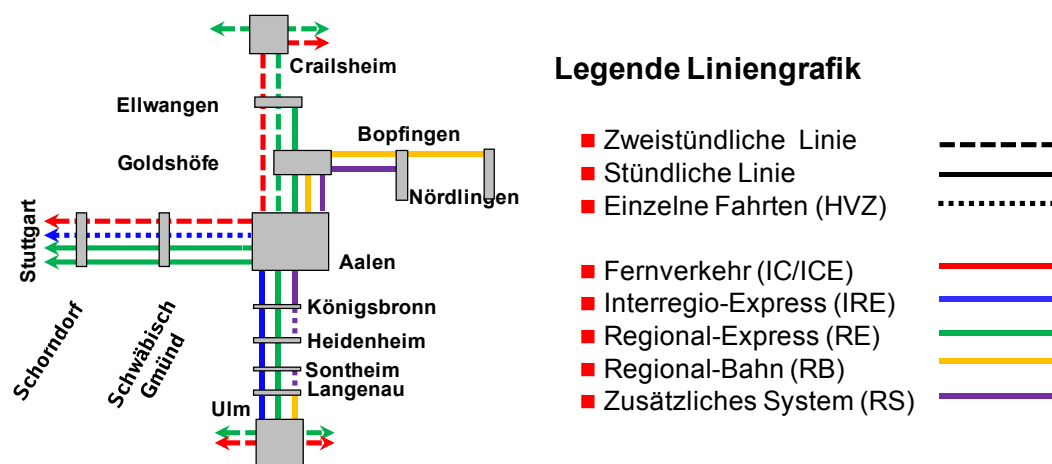 Crailsheim
Ellwangen
Bopfingen
Goldshöfe
Nördlingen
Stuttgart
Aalen
Schorndorf
Schwäbisch
Gmünd
Königsbronn
Heidenheim
Sontheim
Langenau
Ulm
Legende Liniengrafik
Zweistündliche Linie
Stündliche Linie
Einzelne Fahrten (HVZ)
Fernverkehr (IC/ICE)
Interregio-Express (IRE)
Regional-Express (RE)
Regional-Bahn (RB)
Zusätzliches System (RS)